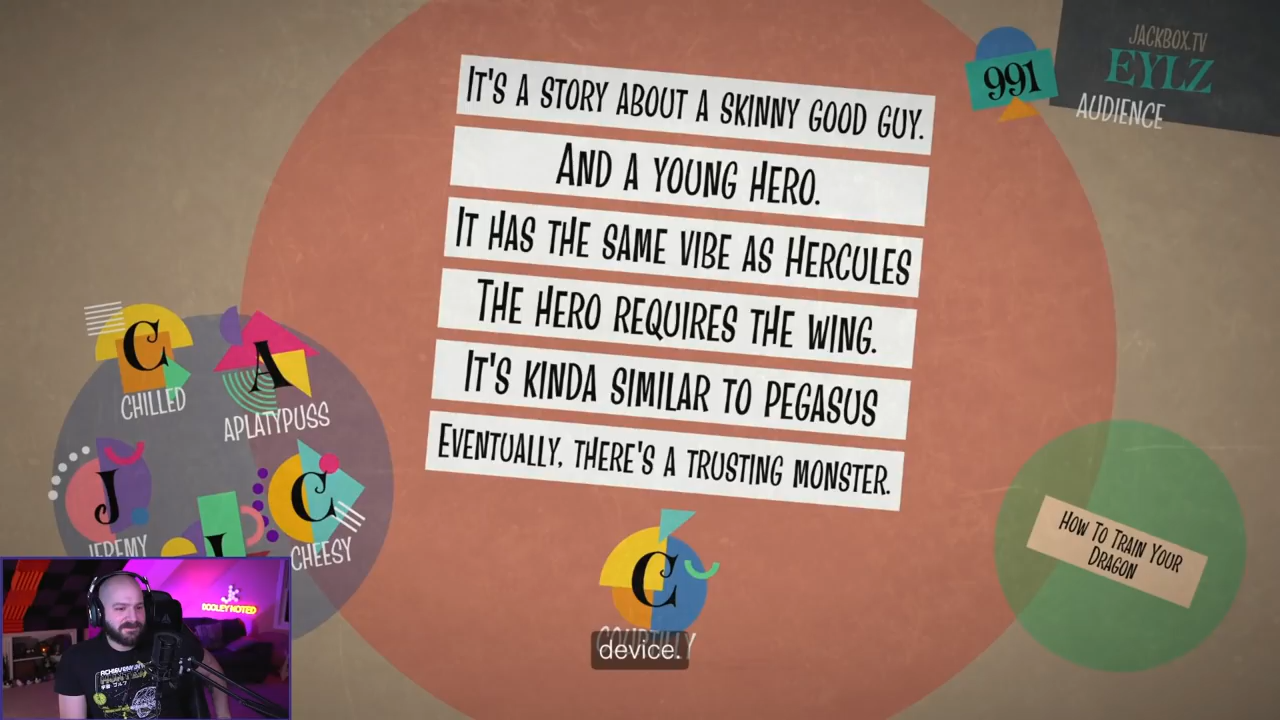 JACKBOX.TV
EYLZ
991
AUDIENCE
IT'S A STORY ABOUT A SKINNY GOOD GUY.
AND A YOUNG HERO.
IT HAS THE SAME VIBE AS HERCULES
THE HERO REQUIRES THE WING.
IT'S KINDA SIMILAR TO PEGASUS
EVENTUALLY, THERE'S A TRUSTING MONSTER.
C
CHILLED
A
APLATYPUSS
J
JEREMY
C
CHEESY
C
device.
HOW TO TRAIN YOUR
DRAGON
DOOLEY NOTED